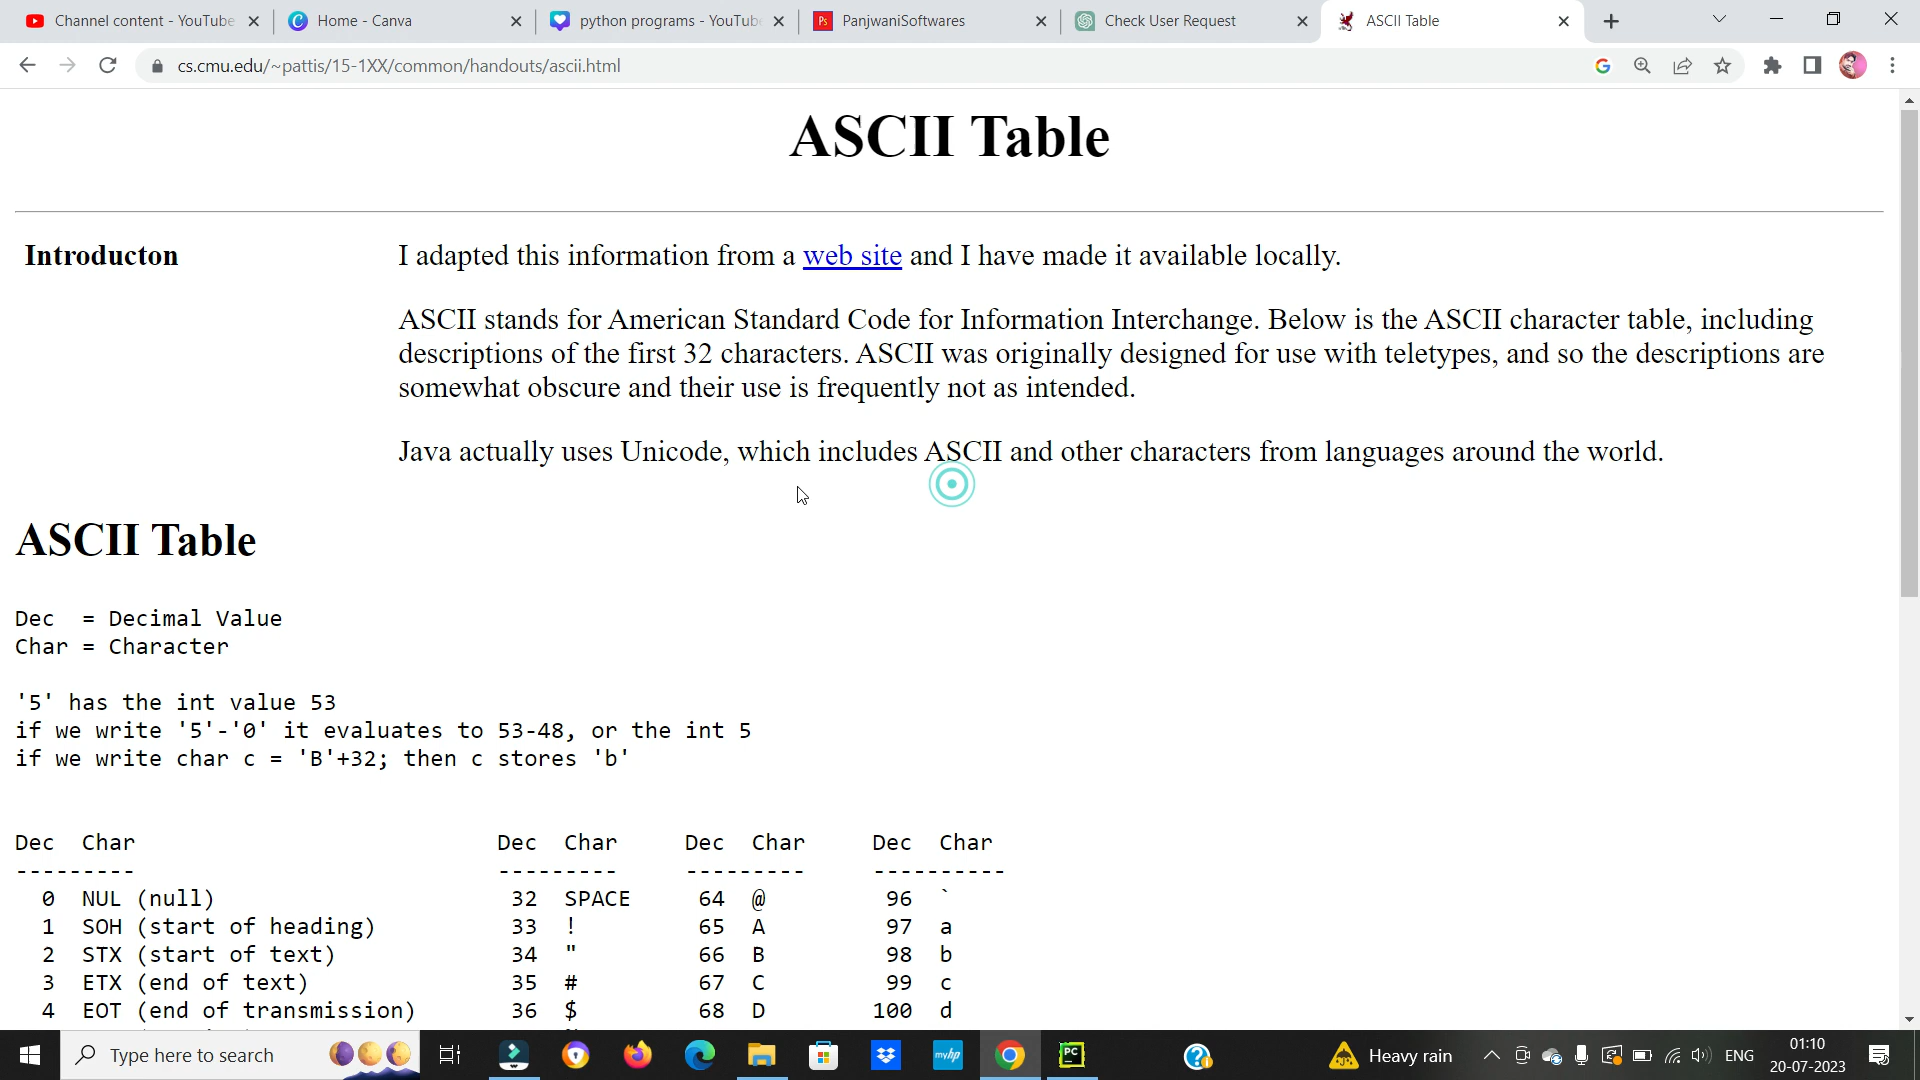 Channel content - YouTube
Home - Canva
python programs - YouTub
Ps PanjwaniSoftwares
Check User Request
ASCII Table
cs.cmu.edu/~pattis/15-1XX/common/handouts/ascii.html
ASCII Table
Introducton
I adapted this information from a web site and I have made it available locally.
ASCII stands for American Standard Code for Information Interchange. Below is the ASCII character table, including
descriptions of the first 32 characters. ASCII was originally designed for use with teletypes, and so the descriptions are
somewhat obscure and their use is frequently not as intended.
Java actually uses Unicode, which includes ASCII and other characters from languages around the world.
ASCII Table
Dec = Decimal Value
Char = Character
'5' has the int value 53
if we write '5'-'0' it evaluates to 53-48, or the int 5
if we write char c = 'B'+32; then c stores 'b'
Dec Char Dec Char Dec Char Dec Char
--------- --------- --------- ----------
0 NUL (null) 32 SPACE 64 @ 96 `
1 SOH (start of heading) 33 ! 65 A 97 a
2 STX (start of text) 34 " 66 B 98 b
3 ETX (end of text) 35 # 67 C 99 c
4 EOT (end of transmission) 36 $ 68 D 100 d
Type here to search
myhp
PC
Heavy rain
ENG
01:10
20-07-2023